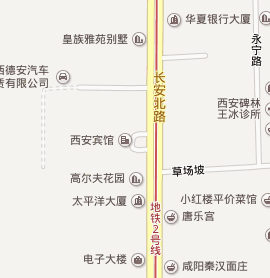 华夏银行大厦
皇族雅苑别墅
永宁路
西德安汽车
赁有限公司
长安北路
西安碑林
王冰诊所
西安宾馆
草场坡
高尔夫花园
小红楼平价菜馆
太平洋大厦
地铁2号线
唐乐宫
电子大楼
咸阳秦汉面庄